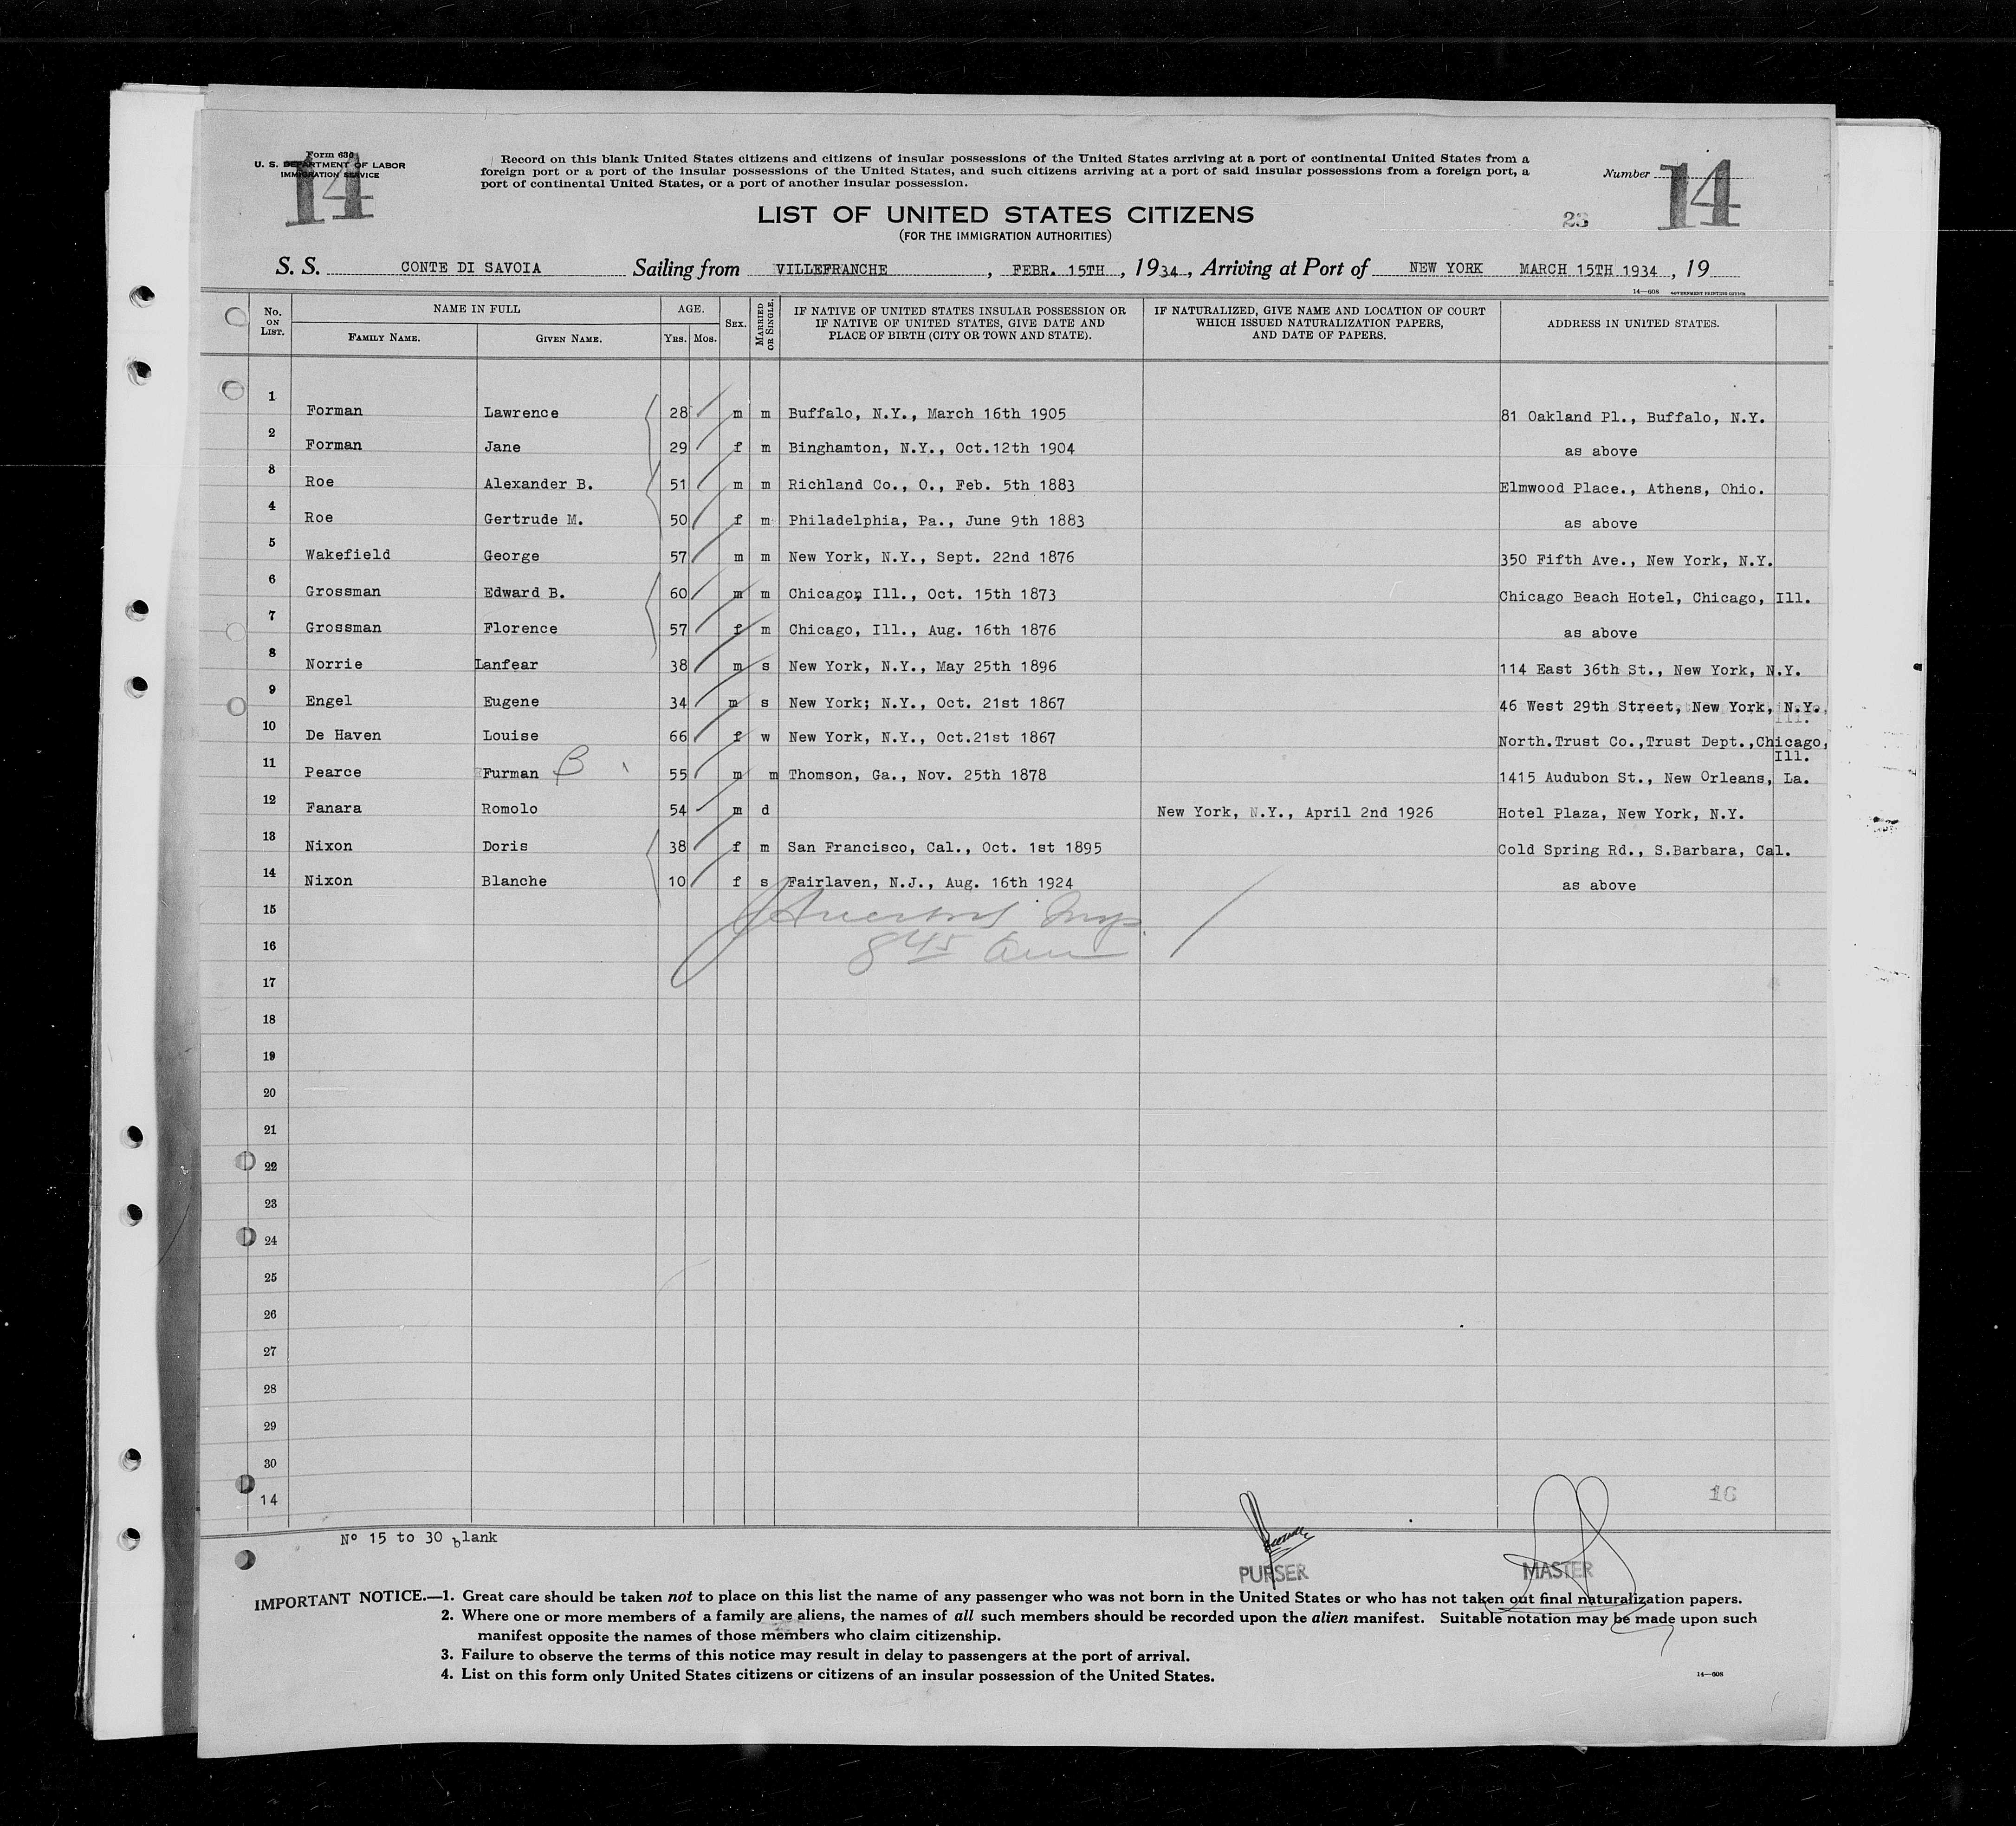 Form 630
U. S. DEPARTMENT OF LABOR
IMMIGRATION SERVICE
14
Record on this blank United States citizens and citizens of insular possessions of the United States arriving at a port of continental United States from a
foreign port or a port of the insular possessions of the United States, and such citizens arriving at a port of said insular possessions from a foreign port, a
port of continental United States, or a port of another insular possession.
Number 14
LIST OF UNITED STATES CITIZENS
(FOR THE IMMIGRATION AUTHORITIES)
S. S. CONTE DI SAVOIA Sailing from VILLEFRANCHE, FEBR. 15TH, 1934, Arriving at Port of NEW YORK MARCH 15TH 1934, 19
14—608 GOVERNMENT PRINTING OFFICE
No. ON LIST. NAME IN FULL AGE. SEX. MARRIED OR SINGLE. IF NATIVE OF UNITED STATES INSULAR POSSESSION OR IF NATIVE OF UNITED STATES, GIVE DATE AND PLACE OF BIRTH (CITY OR TOWN AND STATE). IF NATURALIZED, GIVE NAME AND LOCATION OF COURT WHICH ISSUED NATURALIZATION PAPERS, AND DATE OF PAPERS. ADDRESS IN UNITED STATES.
FAMILY NAME. GIVEN NAME. YRS. MOS.
1 Forman Lawrence 28 m m Buffalo, N.Y., March 16th 1905 81 Oakland Pl., Buffalo, N.Y.
2 Forman Jane 29 f m Binghamton, N.Y., Oct.12th 1904 as above
3 Roe Alexander B. 51 m m Richland Co., O., Feb. 5th 1883 Elmwood Place., Athens, Ohio.
4 Roe Gertrude M. 50 f m Philadelphia, Pa., June 9th 1883 as above
5 Wakefield George 57 m m New York, N.Y., Sept. 22nd 1876 350 Fifth Ave., New York, N.Y.
6 Grossman Edward B. 60 m m Chicago, Ill., Oct. 15th 1873 Chicago Beach Hotel, Chicago, Ill.
7 Grossman Florence 57 f m Chicago, Ill., Aug. 16th 1876 as above
8 Norrie Lanfear 38 m s New York, N.Y., May 25th 1896 114 East 36th St., New York, N.Y.
9 Engel Eugene 34 m s New York; N.Y., Oct. 21st 1867 46 West 29th Street, New York, N.Y.
10 De Haven Louise 66 f w New York, N.Y., Oct.21st 1867 North.Trust Co.,Trust Dept.,Chicago,
Ill.
11 Pearce Furman B 55 m m Thomson, Ga., Nov. 25th 1878 1415 Audubon St., New Orleans, La.
12 Fanara Romolo 54 m d New York, N.Y., April 2nd 1926 Hotel Plaza, New York, N.Y.
13 Nixon Doris 38 f m San Francisco, Cal., Oct. 1st 1895 Cold Spring Rd., S.Barbara, Cal.
14 Nixon Blanche 10 f s Fairlaven, N.J., Aug. 16th 1924 as above
15
16 8 45
17
18
19
20
21
22
23
24
25
26
27
28
29
30
14
Nº 15 to 30 blank
PURSER
MASTER
IMPORTANT NOTICE.—1. Great care should be taken not to place on this list the name of any passenger who was not born in the United States or who has not taken out final naturalization papers.
2. Where one or more members of a family are aliens, the names of all such members should be recorded upon the alien manifest. Suitable notation may be made upon such
manifest opposite the names of those members who claim citizenship.
3. Failure to observe the terms of this notice may result in delay to passengers at the port of arrival.
4. List on this form only United States citizens or citizens of an insular possession of the United States.
14—608